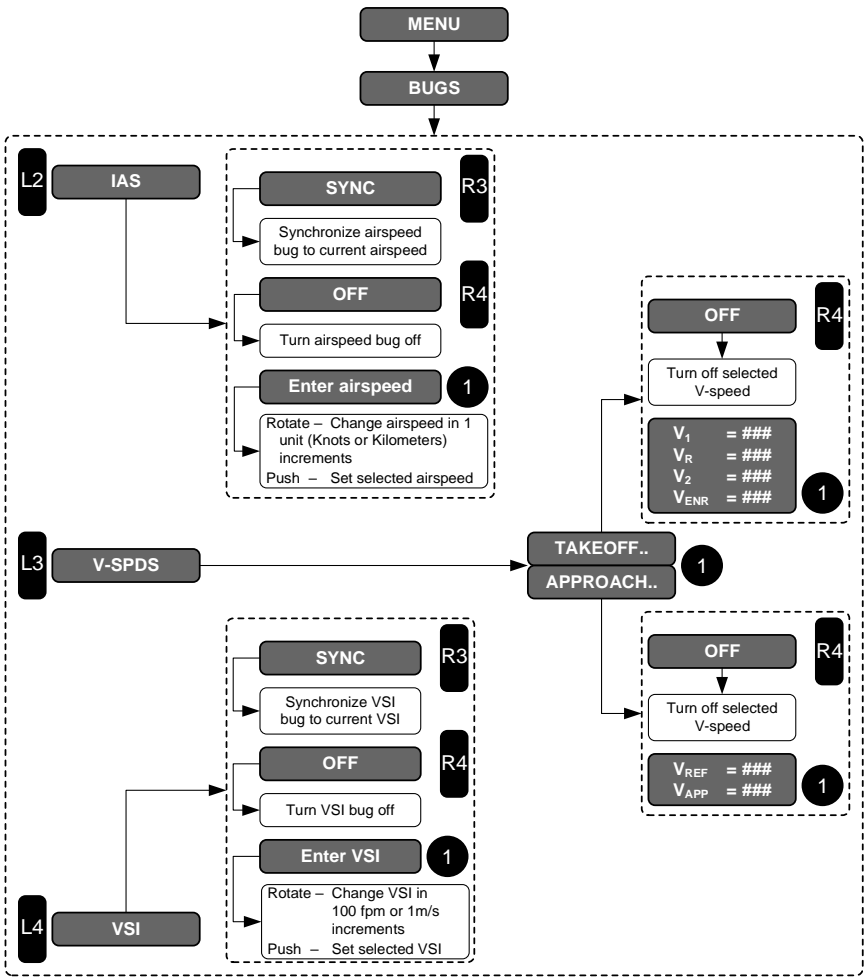 MENU
BUGS
L2
IAS
SYNC
R3
Synchronize airspeed
bug to current airspeed
OFF
R4
Turn airspeed bug off
Enter airspeed
1
Rotate – Change airspeed in 1
unit (Knots or Kilometers)
increments
Push – Set selected airspeed
L3
V-SPDS
TAKEOFF..
APPROACH..
1
OFF
R4
Turn off selected
V-speed
V1 = ###
VR = ###
V2 = ###
VENR = ###
1
OFF
R4
Turn off selected
V-speed
VREF = ###
VAPP = ###
1
L4
VSI
SYNC
R3
Synchronize VSI
bug to current VSI
OFF
R4
Turn VSI bug off
Enter VSI
1
Rotate – Change VSI in
100 fpm or 1m/s
increments
Push – Set selected VSI